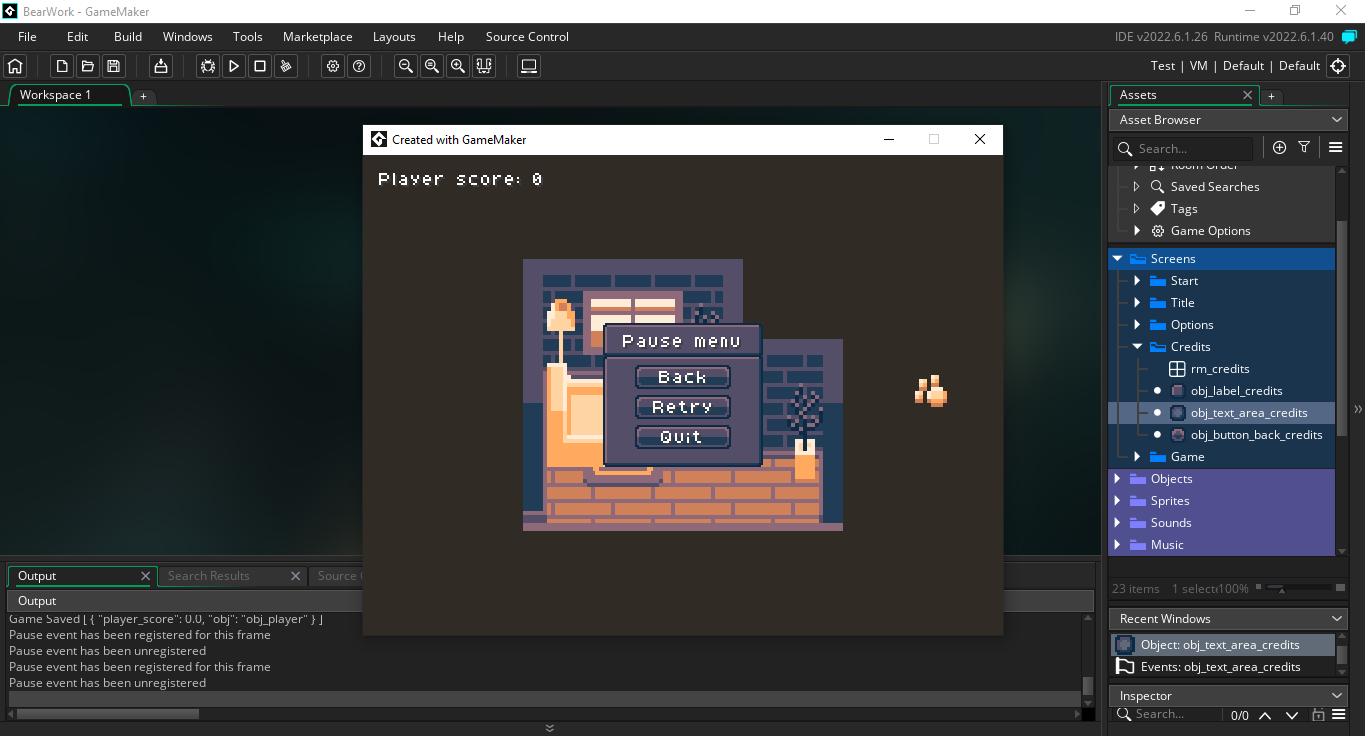 BearWork - GameMaker
File Edit Build Windows Tools Marketplace Layouts Help Source Control
IDE v2022.6.1.26 Runtime v2022.6.1.40
Test | VM | Default | Default
Workspace 1
Assets
Asset Browser
Search...
Room Order
Saved Searches
Tags
Game Options
Screens
Start
Title
Options
Credits
rm_credits
obj_label_credits
obj_text_area_credits
obj_button_back_credits
Game
Objects
Sprites
Sounds
Music
23 items 1 select 100%
Recent Windows
Object: obj_text_area_credits
Events: obj_text_area_credits
Inspector
Search... 0/0
Created with GameMaker
Player score: 0
Pause menu
Back
Retry
Quit
Output Search Results Source
Output
Game Saved [ { "player_score": 0.0, "obj": "obj_player" } ]
Pause event has been registered for this frame
Pause event has been unregistered
Pause event has been registered for this frame
Pause event has been unregistered